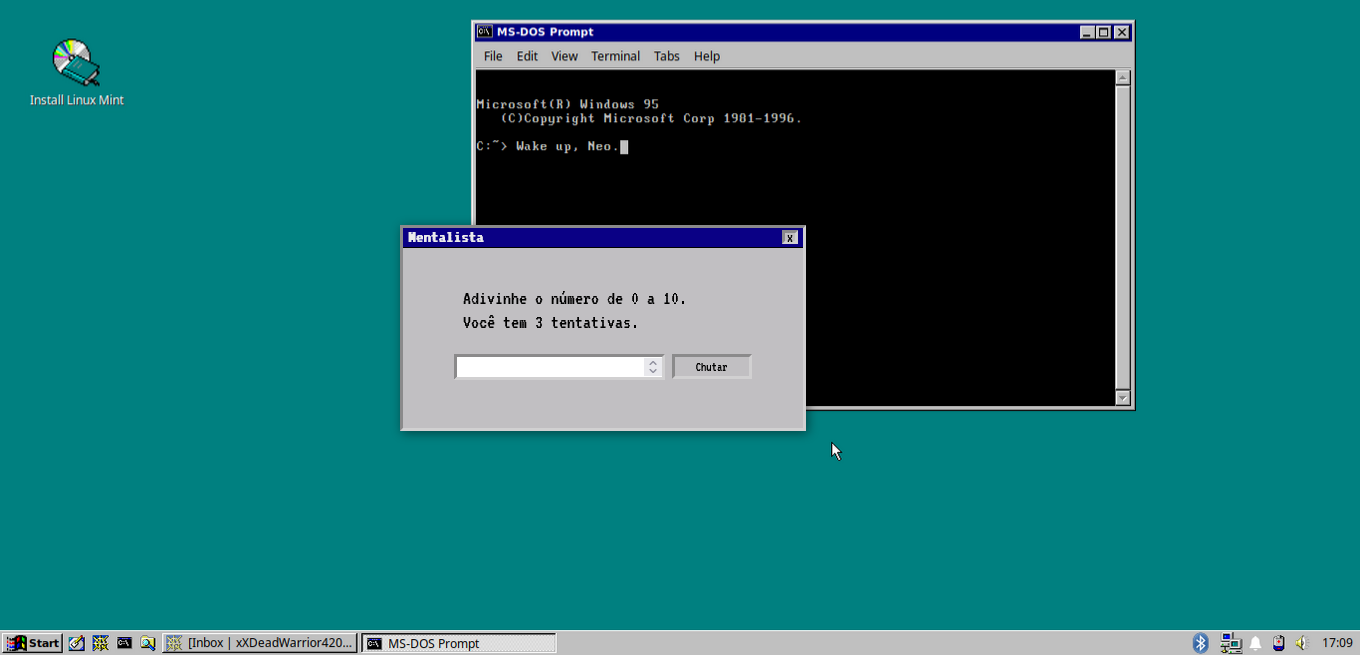 MS-DOS Prompt
File Edit View Terminal Tabs Help
Microsoft(R) Windows 95
(C)Copyright Microsoft Corp 1981-1996.
C:~> Wake up, Neo.
Install Linux Mint
Mentalista
Adivinhe o número de 0 a 10.
Você tem 3 tentativas.
Chutar
Start
[Inbox | xXDeadWarrior420...
MS-DOS Prompt
17:09